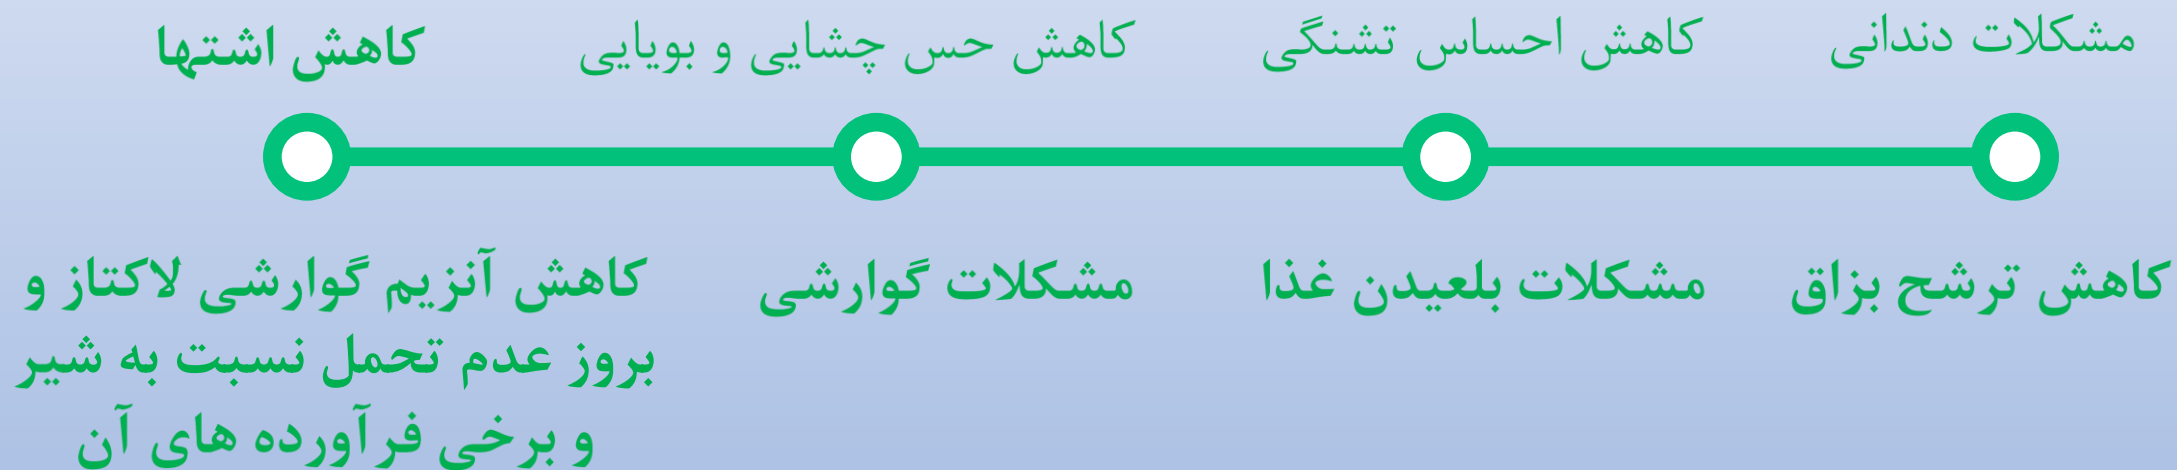 مشکلات دندانی
کاهش احساس تشنگی
کاهش حس چشایی و بویایی
کاهش اشتها
کاهش ترشح بزاق
مشکلات بلعیدن غذا
مشکلات گوارشی
کاهش آنزیم گوارشی لاکتاز و
بروز عدم تحمل نسبت به شیر
و برخی فرآورده های آن